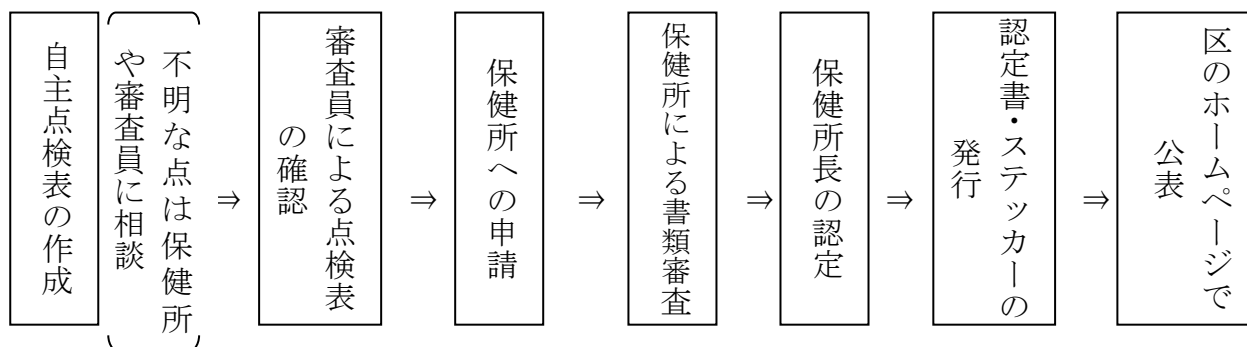 自主点検表の作成
不明な点は保健所
や審査員に相談
⇒
審査員による点検表
の確認
⇒
保健所への申請
⇒
保健所による書類審査
⇒
保健所長の認定
⇒
認定書・ステッカーの
発行
⇒
区のホームページで
公表